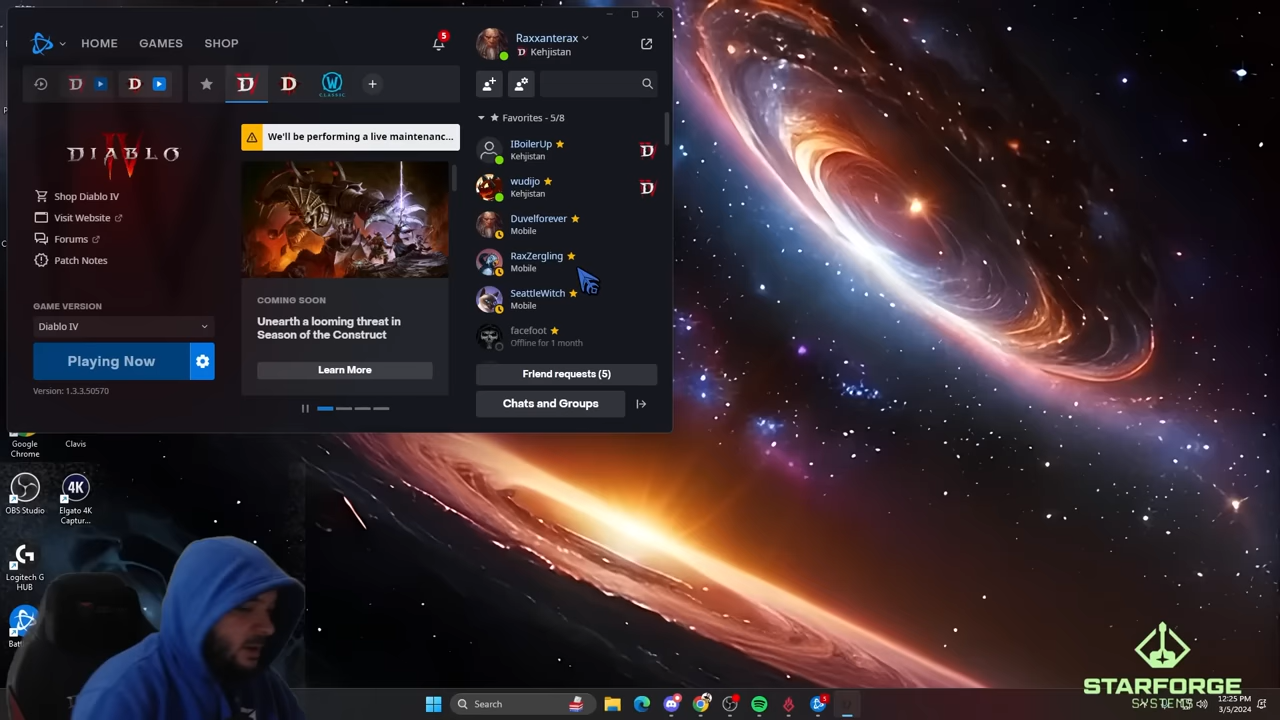 HOME GAMES SHOP
5
Raxxanterax
Kehjistan
CLASSIC
DIABLO
IV
Shop Diablo IV
Visit Website
Forums
Patch Notes
GAME VERSION
Diablo IV
Playing Now
Version: 1.3.3.50570
We'll be performing a live maintenanc...
COMING SOON
Unearth a looming threat in
Season of the Construct
Learn More
Favorites - 5/8
IBoilerUp
Kehjistan
wudijo
Kehjistan
Duvelforever
Mobile
RaxZergling
Mobile
SeattleWitch
Mobile
facefoot
Offline for 1 month
Friend requests (5)
Chats and Groups
Google
Chrome
Clavis
OBS Studio
4K
Elgato 4K
Captur...
Logitech G
HUB
Search
STARFORGE
SYSTEMS
12:25 PM
3/5/2024